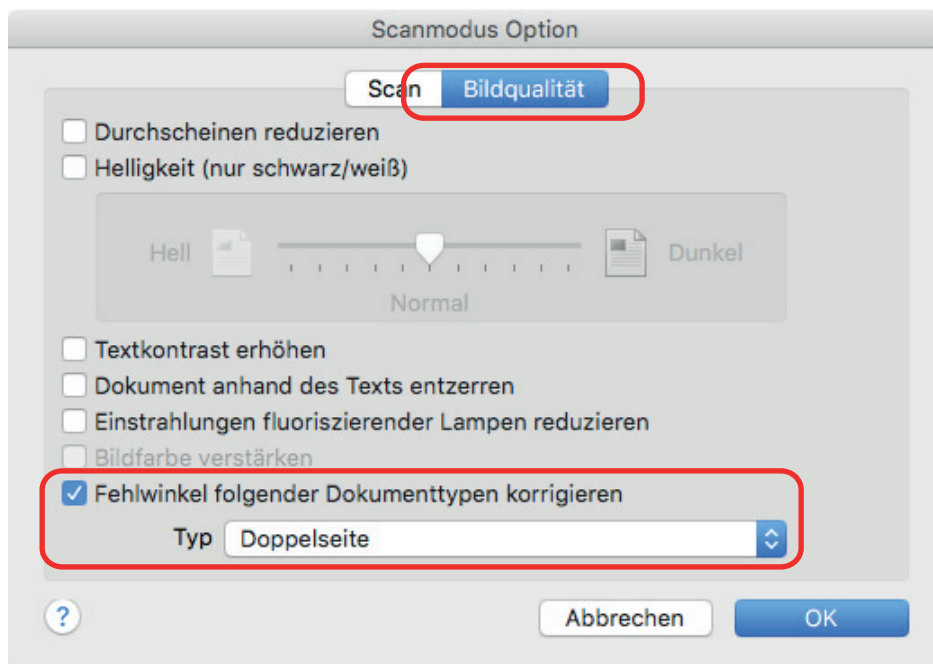 Scanmodus Option
Scan Bildqualität
Durchscheinen reduzieren
Helligkeit (nur schwarz/weiß)
Hell Dunkel
Normal
Textkontrast erhöhen
Dokument anhand des Texts entzerren
Einstrahlungen fluoriszierender Lampen reduzieren
Bildfarbe verstärken
Fehlwinkel folgender Dokumenttypen korrigieren
Typ Doppelseite
? Abbrechen OK